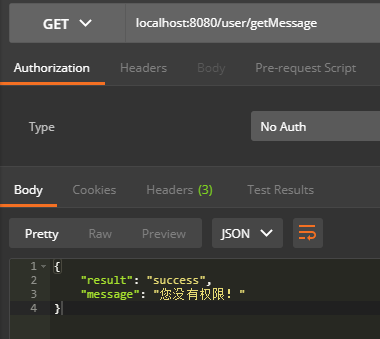 GET localhost:8080/user/getMessage
Authorization Headers Body Pre-request Script
Type No Auth
Body Cookies Headers (3) Test Results
Pretty Raw Preview JSON
1 {
2 "result": "success",
3 "message": "您没有权限！"
4 }